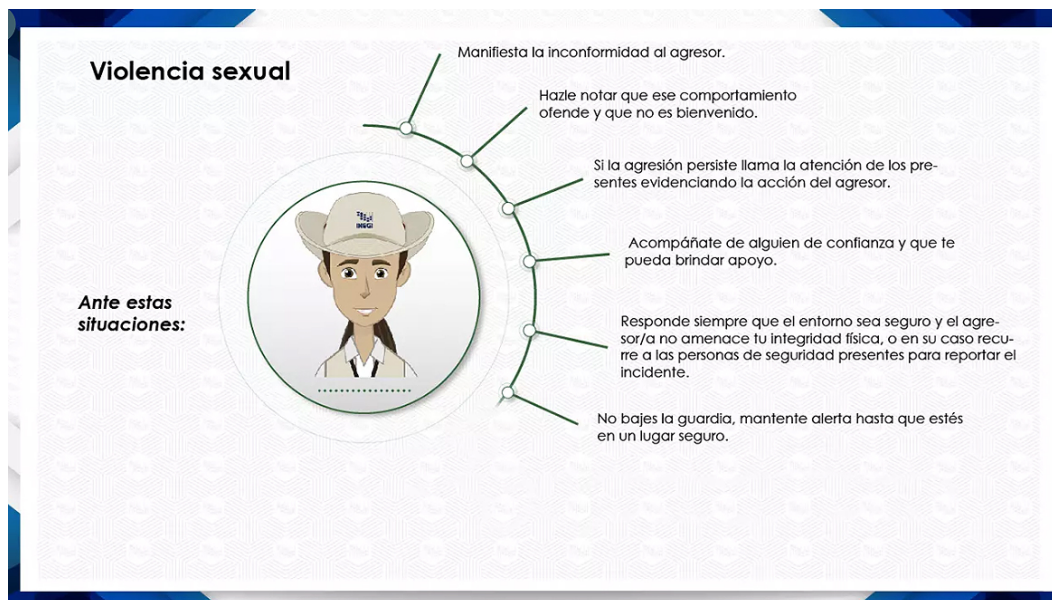 Violencia sexual
Manifiesta la inconformidad al agresor.
Hazle notar que ese comportamiento
ofende y que no es bienvenido.
Si la agresión persiste llama la atención de los pre-
sentes evidenciando la acción del agresor.
Acompáñate de alguien de confianza y que te
pueda brindar apoyo.
INEGI
Ante estas
situaciones:
Responde siempre que el entorno sea seguro y el agre-
sor/a no amenace tu integridad física, o en su caso recu-
rre a las personas de seguridad presentes para reportar el
incidente.
No bajes la guardia, mantente alerta hasta que estés
en un lugar seguro.